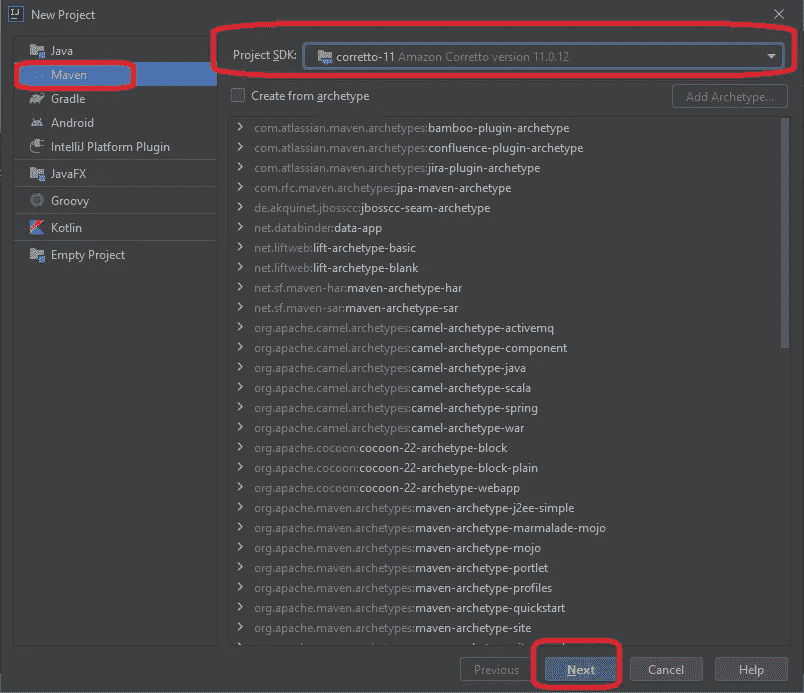 New Project
Java
Maven
Gradle
Android
IntelliJ Platform Plugin
JavaFX
Groovy
Kotlin
Empty Project
Project SDK: corretto-11 Amazon Corretto version 11.0.12
Create from archetype
Add Archetype...
com.atlassian.maven.archetypes:bamboo-plugin-archetype
com.atlassian.maven.archetypes:confluence-plugin-archetype
com.atlassian.maven.archetypes:jira-plugin-archetype
com.rfc.maven.archetypes:jpa-maven-archetype
de.akquinet.jbosscc:jbosscc-seam-archetype
net.databinder:data-app
net.liftweb:lift-archetype-basic
net.liftweb:lift-archetype-blank
net.sf.maven-har:maven-archetype-har
net.sf.maven-sar:maven-archetype-sar
org.apache.camel.archetypes:camel-archetype-activemq
org.apache.camel.archetypes:camel-archetype-component
org.apache.camel.archetypes:camel-archetype-java
org.apache.camel.archetypes:camel-archetype-scala
org.apache.camel.archetypes:camel-archetype-spring
org.apache.camel.archetypes:camel-archetype-war
org.apache.cocoon:cocoon-22-archetype-block
org.apache.cocoon:cocoon-22-archetype-block-plain
org.apache.cocoon:cocoon-22-archetype-webapp
org.apache.maven.archetypes:maven-archetype-j2ee-simple
org.apache.maven.archetypes:maven-archetype-marmalade-mojo
org.apache.maven.archetypes:maven-archetype-mojo
org.apache.maven.archetypes:maven-archetype-portlet
org.apache.maven.archetypes:maven-archetype-profiles
org.apache.maven.archetypes:maven-archetype-quickstart
org.apache.maven.archetypes:maven-archetype-site
Previous
Next
Cancel
Help